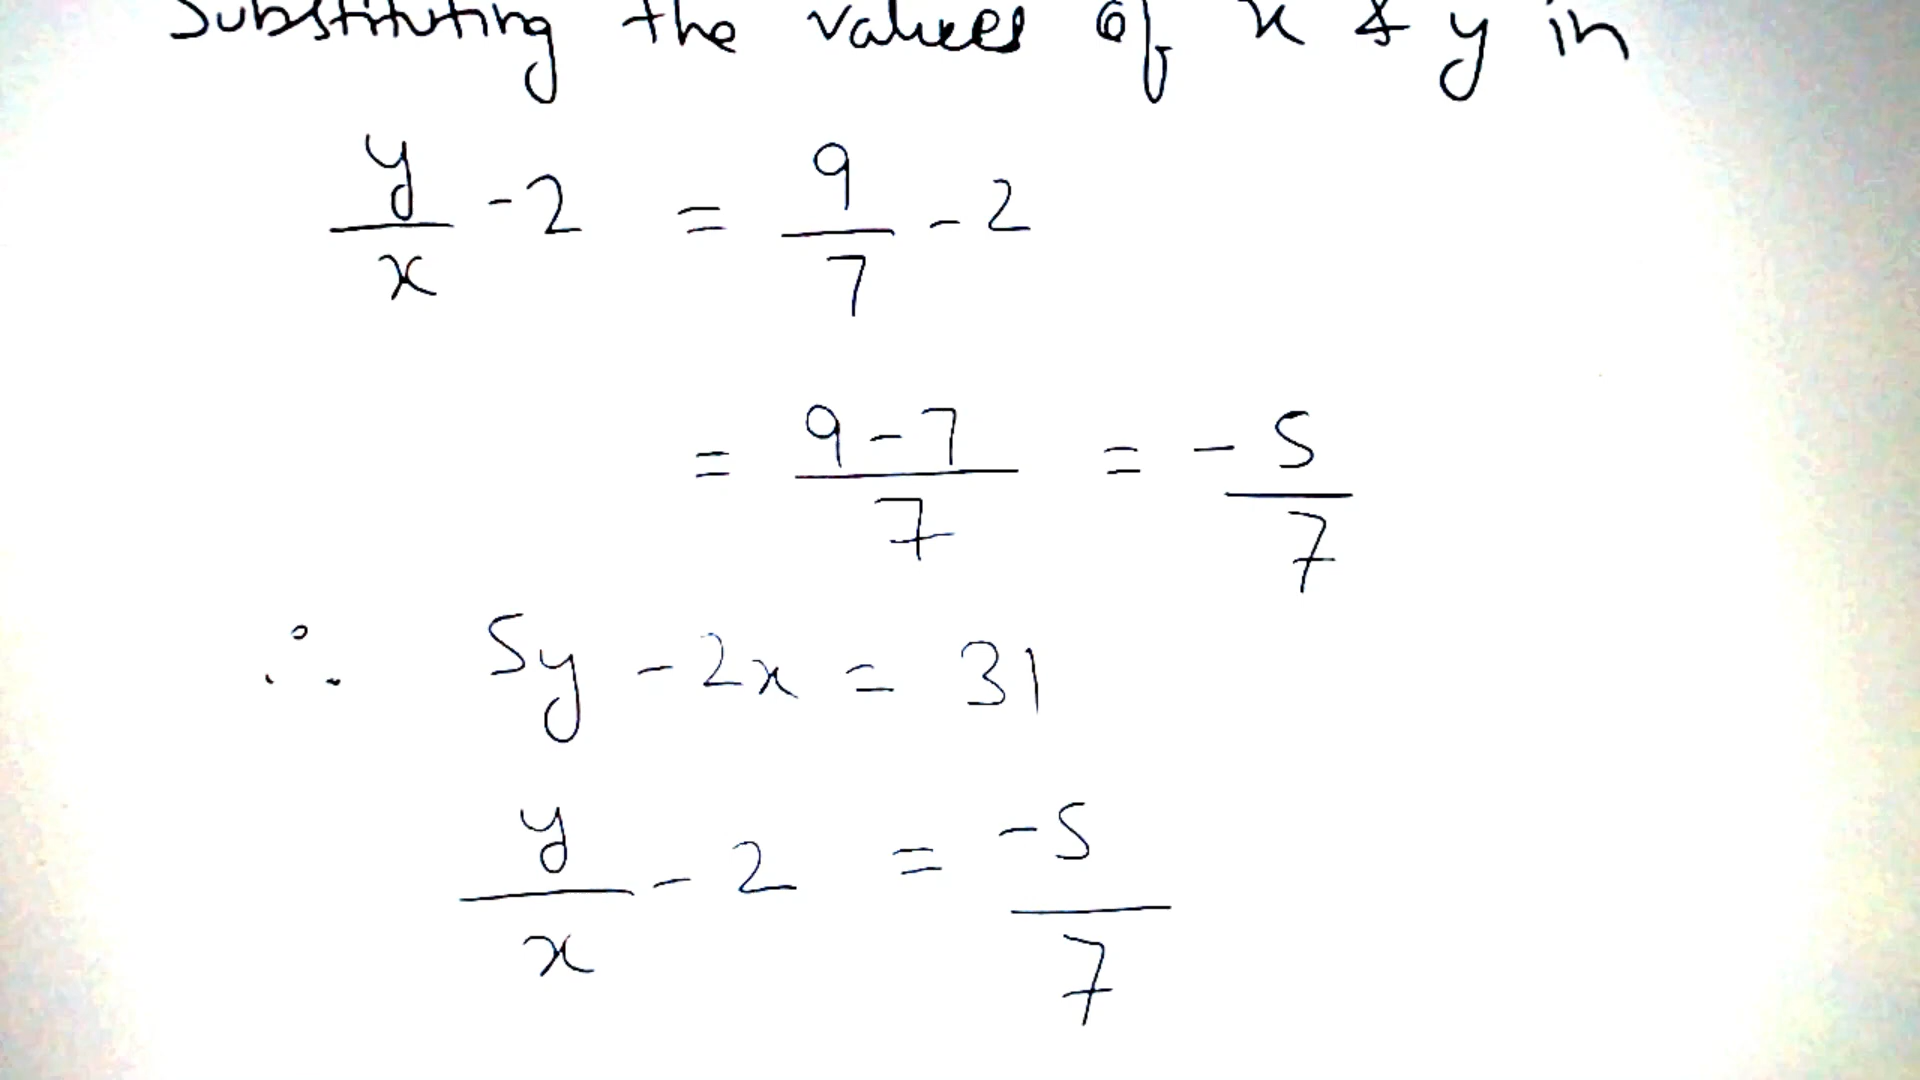 Substituting the values of x & y in
y/x - 2 = 9/7 - 2
= 9-7/7 = -5/7
∴ 5y - 2x = 31
y/x - 2 = -5/7